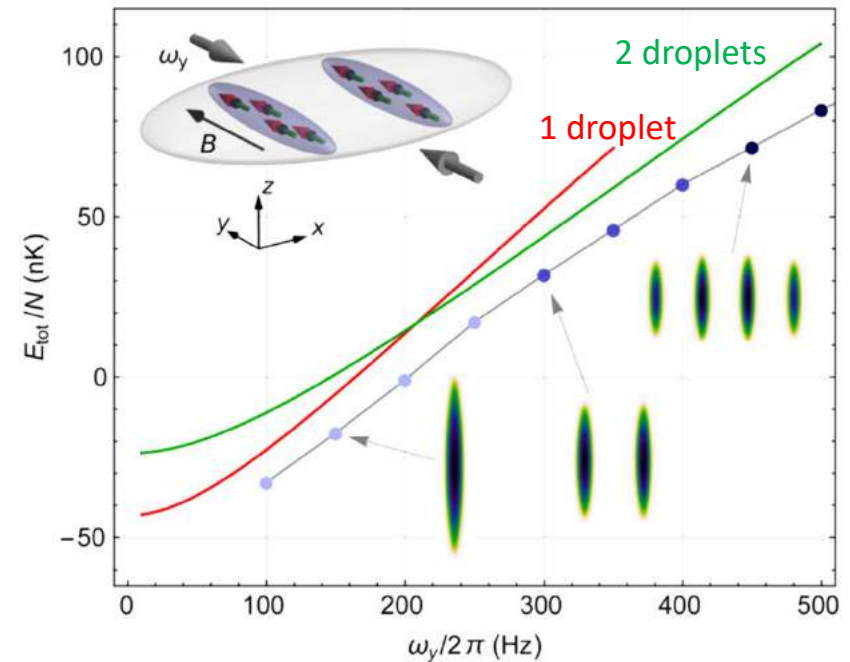 ω_y
B
z
y
x
2 droplets
1 droplet
E_tot /N (nK)
100
50
0
−50
0
100
200
300
400
500
ω_y/2 π (Hz)